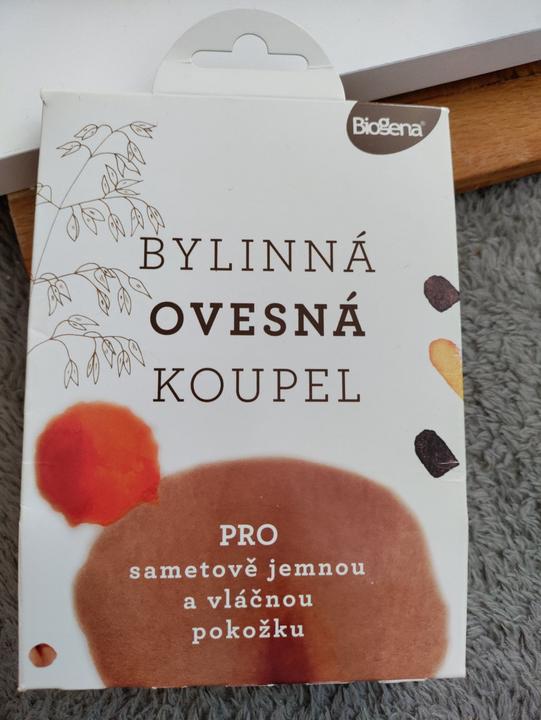 Biogena®
BYLINNÁ
OVESNÁ
KOUPEL
PRO
sametově jemnou
a vláčnou
pokožku